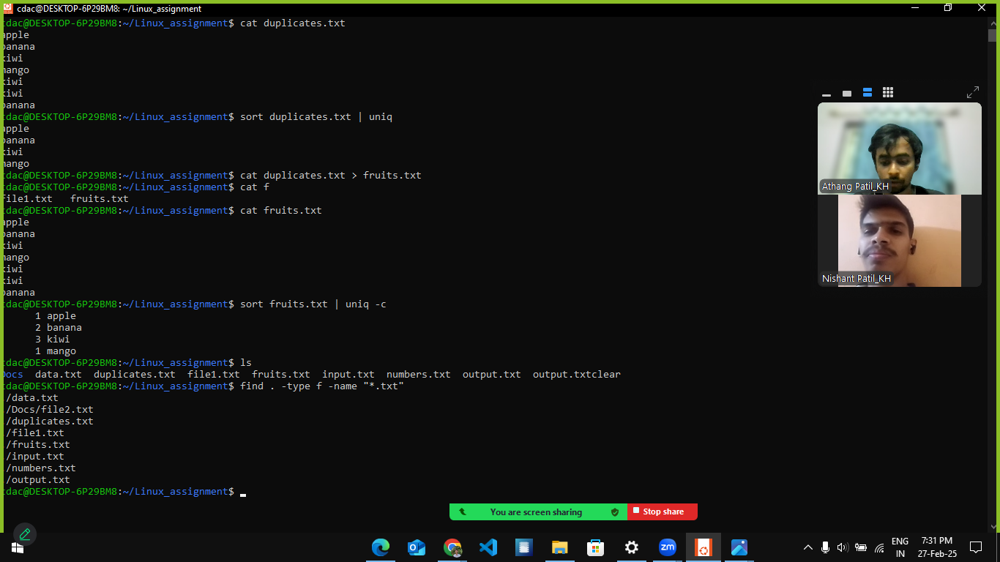 cdac@DESKTOP-6P29BM8: ~/Linux_assignment
cdac@DESKTOP-6P29BM8:~/Linux_assignment$ cat duplicates.txt
apple
banana
kiwi
mango
kiwi
kiwi
banana
cdac@DESKTOP-6P29BM8:~/Linux_assignment$ sort duplicates.txt | uniq
apple
banana
kiwi
mango
cdac@DESKTOP-6P29BM8:~/Linux_assignment$ cat duplicates.txt > fruits.txt
cdac@DESKTOP-6P29BM8:~/Linux_assignment$ cat f
file1.txt   fruits.txt
cdac@DESKTOP-6P29BM8:~/Linux_assignment$ cat fruits.txt
apple
banana
kiwi
mango
kiwi
kiwi
banana
cdac@DESKTOP-6P29BM8:~/Linux_assignment$ sort fruits.txt | uniq -c
1 apple
2 banana
3 kiwi
1 mango
cdac@DESKTOP-6P29BM8:~/Linux_assignment$ ls
Docs  data.txt  duplicates.txt  file1.txt  fruits.txt  input.txt  numbers.txt  output.txt  output.txtclear
cdac@DESKTOP-6P29BM8:~/Linux_assignment$ find . -type f -name "*.txt"
/data.txt
/Docs/file2.txt
/duplicates.txt
/file1.txt
/fruits.txt
/input.txt
/numbers.txt
/output.txt
cdac@DESKTOP-6P29BM8:~/Linux_assignment$
Athang Patil_KH
Nishant Patil_KH
You are screen sharing
Stop share
zm
ENG
IN
7:31 PM
27-Feb-25